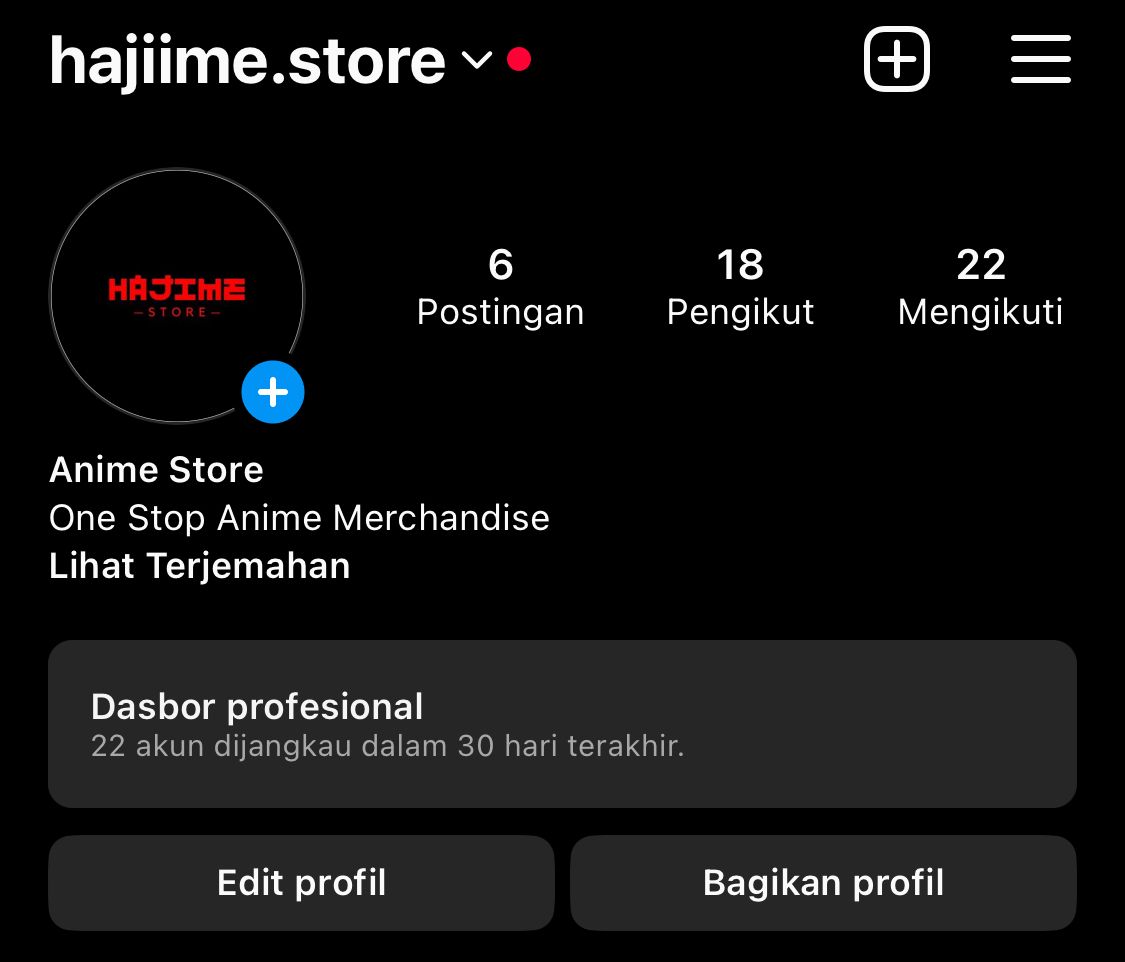 hajiime.store
HAJIME
STORE
6
Postingan
18
Pengikut
22
Mengikuti
Anime Store
One Stop Anime Merchandise
Lihat Terjemahan
Dasbor profesional
22 akun dijangkau dalam 30 hari terakhir.
Edit profil
Bagikan profil